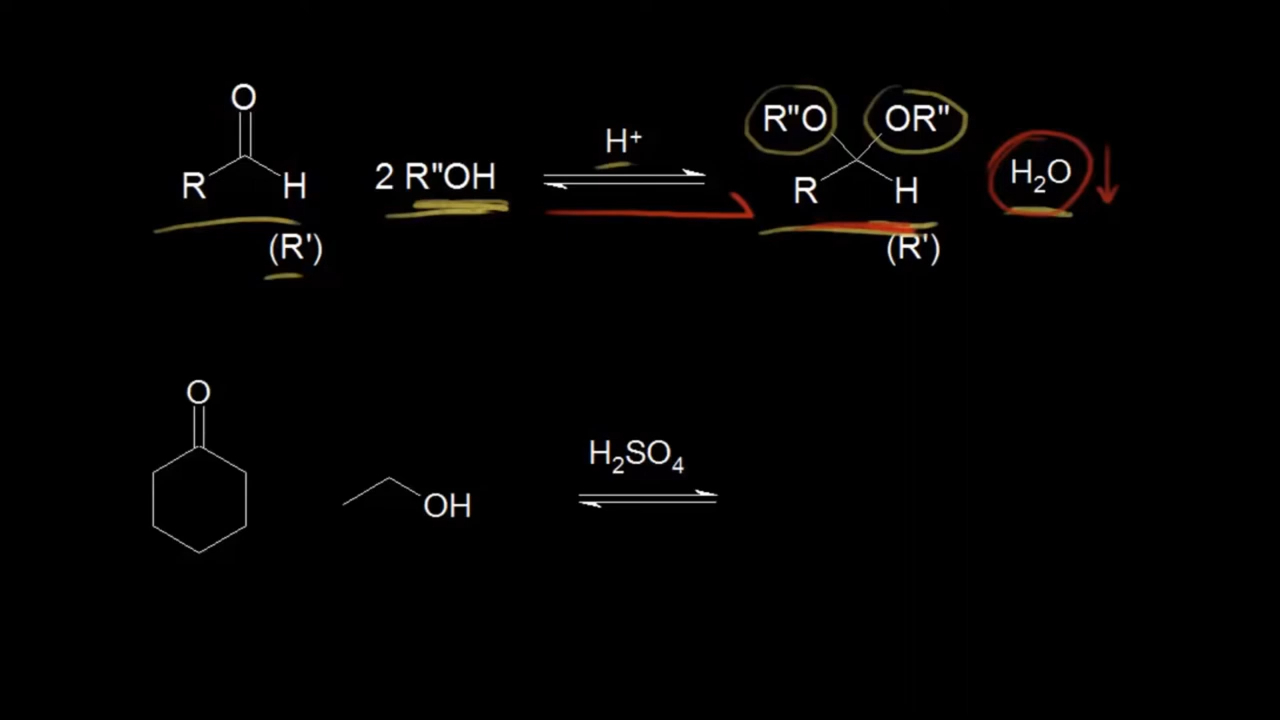 O
R H
(R')
2 R"OH
H⁺
R"O OR"
R H
(R')
H₂O
O
OH
H₂SO₄